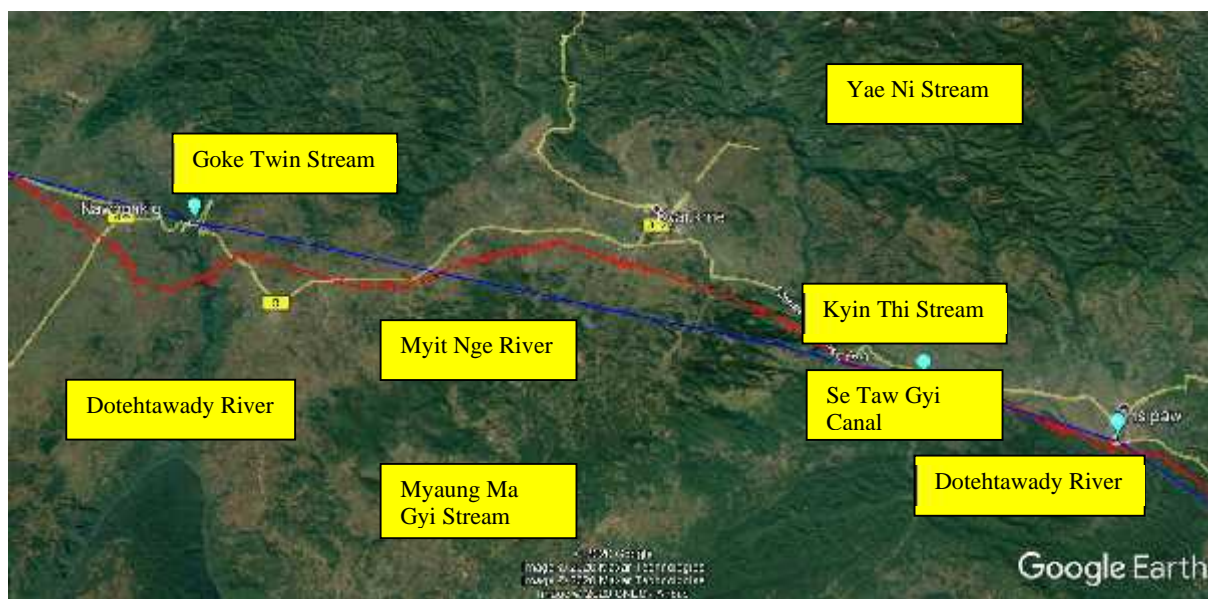 Yae Ni Stream
Goke Twin Stream
Kyin Thi Stream
Myit Nge River
Dotehtawady River
Se Taw Gyi
Canal
Myaung Ma
Gyi Stream
Dotehtawady River
Google Earth